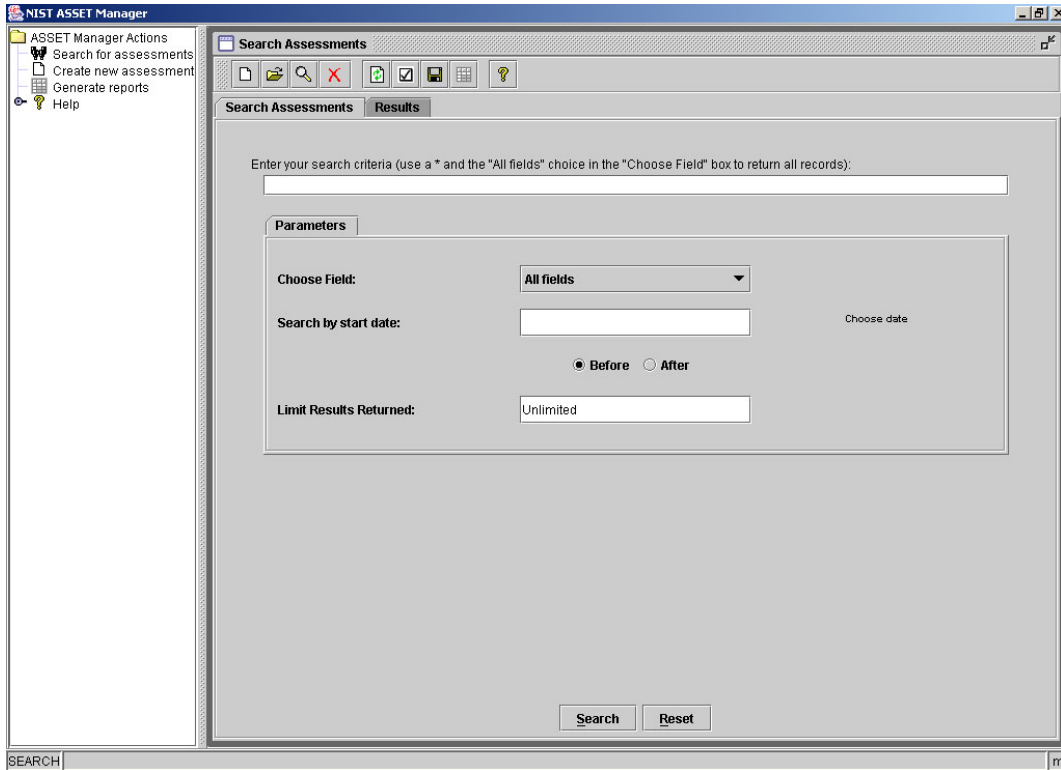 NIST ASSET Manager
ASSET Manager Actions
Search for assessments
Create new assessment
Generate reports
Help
Search Assessments
Search Assessments
Results
Enter your search criteria (use a * and the "All fields" choice in the "Choose Field" box to return all records):
Parameters
Choose Field:
All fields
Search by start date:
Choose date
Before
After
Limit Results Returned:
Unlimited
Search
Reset
SEARCH